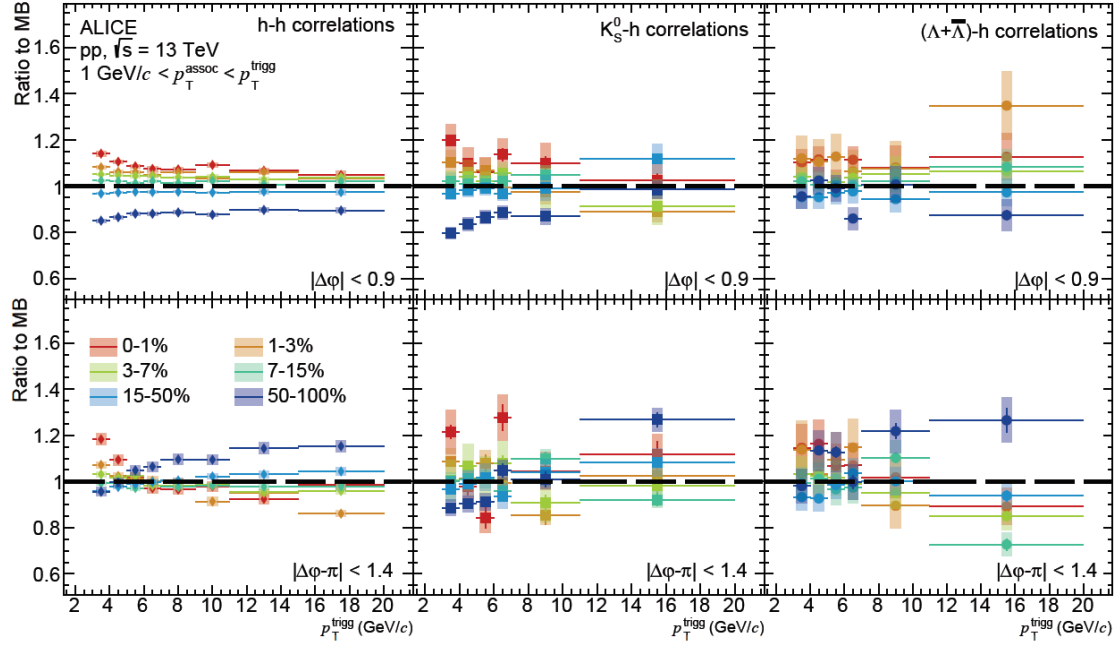 ALICE
pp, √s = 13 TeV
1 GeV/c < p_T^assoc < p_T^trigg
h-h correlations
K_S^0-h correlations
(Λ+Λ̅)-h correlations
Ratio to MB
1.6
1.4
1.2
1
0.8
0.6
|Δφ| < 0.9
|Δφ| < 0.9
|Δφ| < 0.9
Ratio to MB
1.6
1.4
1.2
1
0.8
0.6
0-1%
1-3%
3-7%
7-15%
15-50%
50-100%
|Δφ-π| < 1.4
|Δφ-π| < 1.4
|Δφ-π| < 1.4
2 4 6 8 10 12 14 16 18 20
2 4 6 8 10 12 14 16 18 20
2 4 6 8 10 12 14 16 18 20
p_T^trigg (GeV/c)
p_T^trigg (GeV/c)
p_T^trigg (GeV/c)